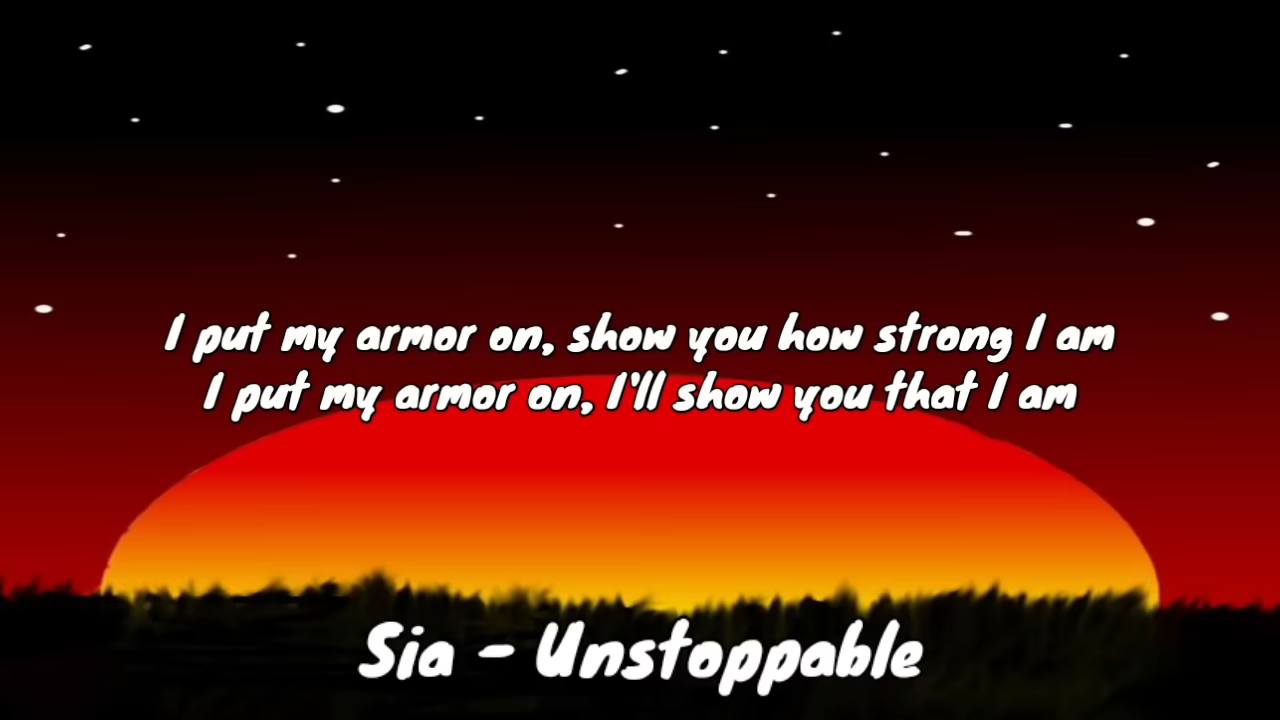 I put my armor on, show you how strong I am
I put my armor on, I'll show you that I am
Sia - Unstoppable